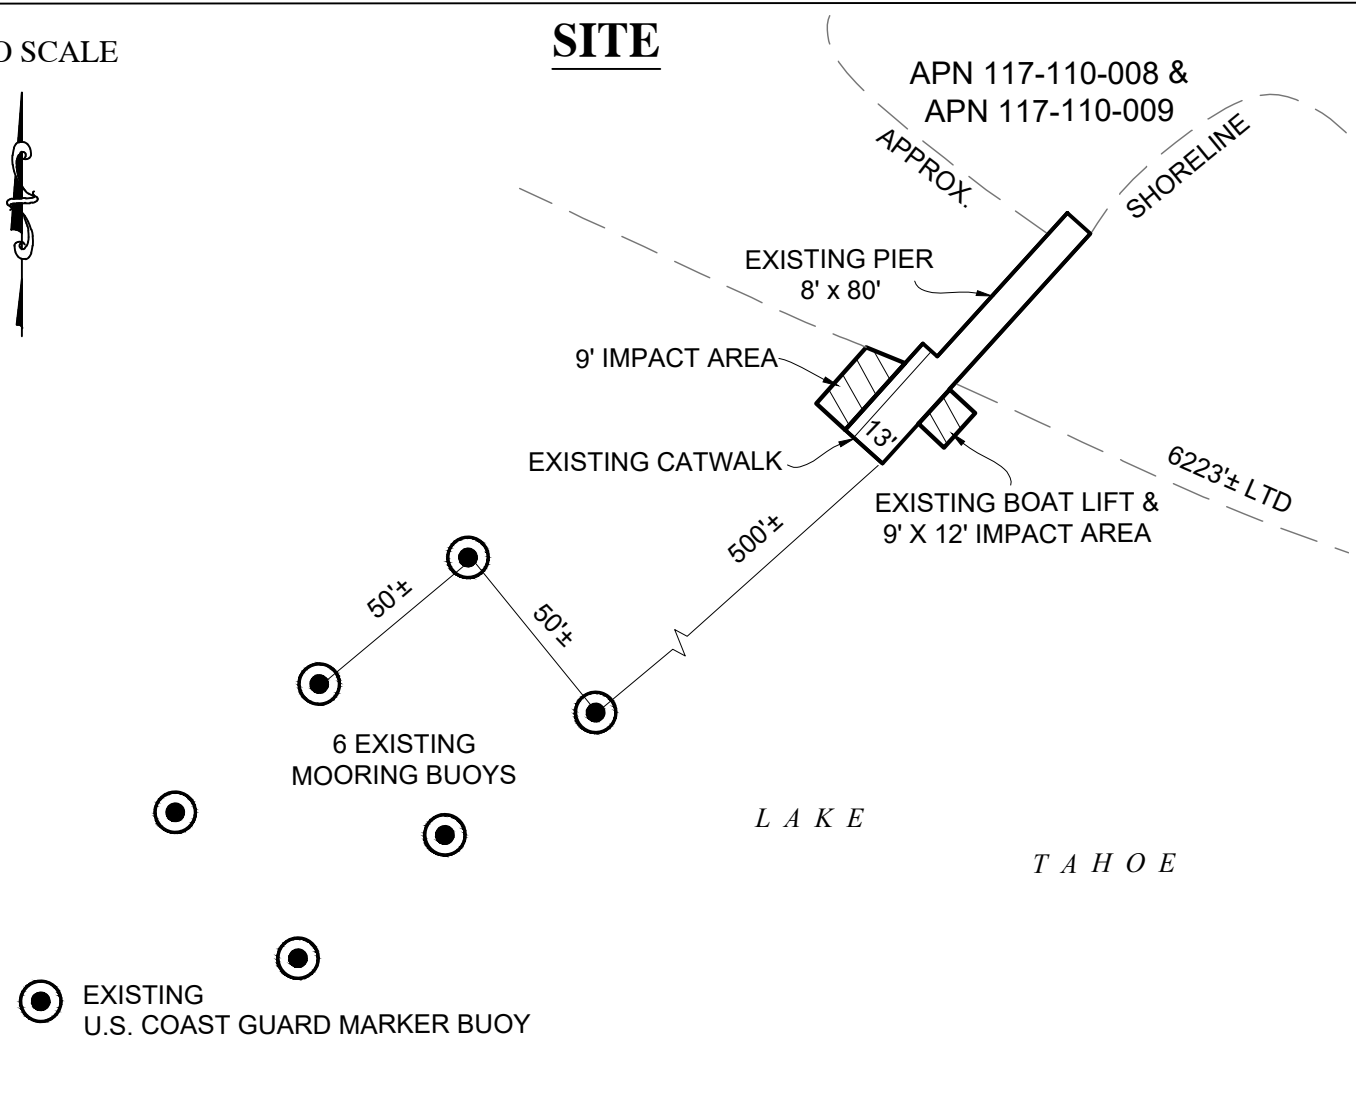 SITE
O SCALE
APN 117-110-008 &
APN 117-110-009
APPROX.
SHORELINE
EXISTING PIER
8' x 80'
9' IMPACT AREA
13'
EXISTING CATWALK
6223'± LTD
EXISTING BOAT LIFT &
9' X 12' IMPACT AREA
500'±
50'±
50'±
6 EXISTING
MOORING BUOYS
LAKE
TAHOE
EXISTING
U.S. COAST GUARD MARKER BUOY